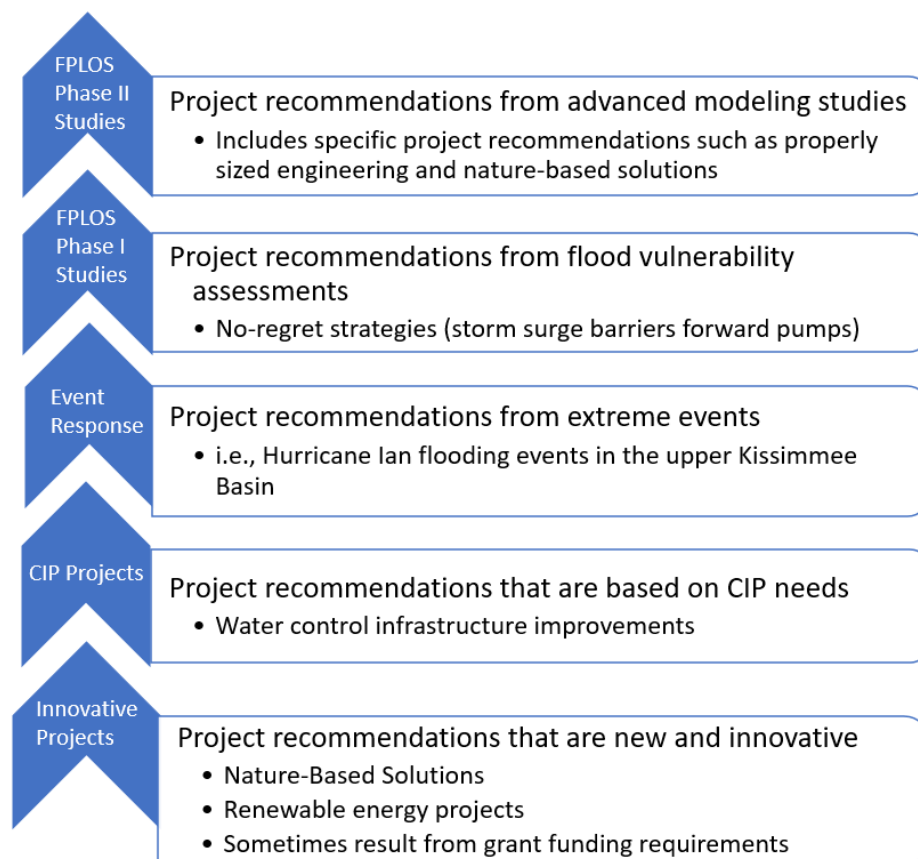 FPLOS
Phase II
Studies
Project recommendations from advanced modeling studies
• Includes specific project recommendations such as properly
sized engineering and nature-based solutions
FPLOS
Phase I
Studies
Project recommendations from flood vulnerability
assessments
• No-regret strategies (storm surge barriers forward pumps)
Event
Response
Project recommendations from extreme events
• i.e., Hurricane Ian flooding events in the upper Kissimmee
Basin
CIP Projects
Project recommendations that are based on CIP needs
• Water control infrastructure improvements
Innovative
Projects
Project recommendations that are new and innovative
• Nature-Based Solutions
• Renewable energy projects
• Sometimes result from grant funding requirements